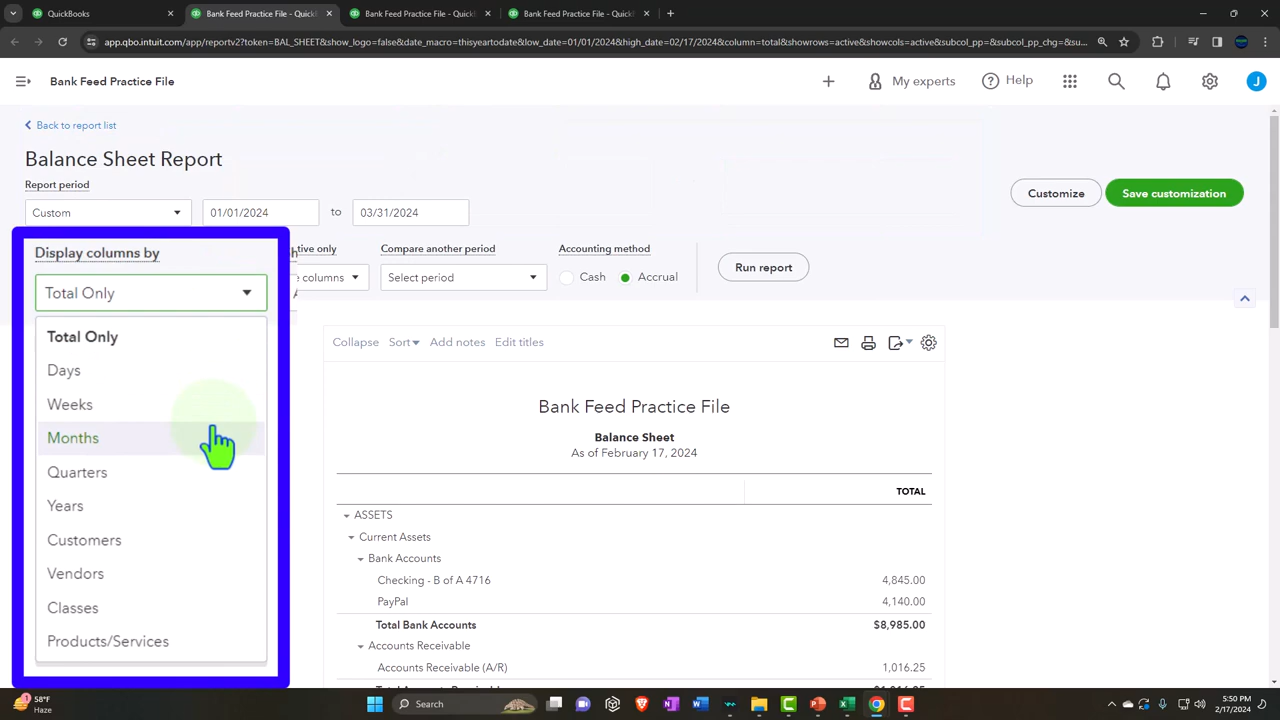 QuickBooks
Bank Feed Practice File - QuickB
Bank Feed Practice File - QuickB
Bank Feed Practice File - QuickB
app.qbo.intuit.com/app/report2?token=BAL_SHEET&show_logo=false&date_macro=thisyeartodate&low_date=01/01/2024&high_date=02/17/2024&column=total&showrows=active&showcols=active&subcol_pp=&subcol_pp_chg=&su...
Bank Feed Practice File
My experts
Help
J
Back to report list
Balance Sheet Report
Report period
Custom
01/01/2024 to 03/31/2024
Customize
Save customization
Display columns by
tive only
Compare another period
Accounting method
Total Only
e columns
Select period
Cash
Accrual
Run report
Total Only
Days
Weeks
Months
Quarters
Years
Customers
Vendors
Classes
Products/Services
Collapse Sort Add notes Edit titles
Bank Feed Practice File
Balance Sheet
As of February 17, 2024
TOTAL
ASSETS
Current Assets
Bank Accounts
Checking - B of A 4716 4,845.00
PayPal 4,140.00
Total Bank Accounts $8,985.00
Accounts Receivable
Accounts Receivable (A/R) 1,016.25
58°F
Haze
Search
5:50 PM
2/17/2024